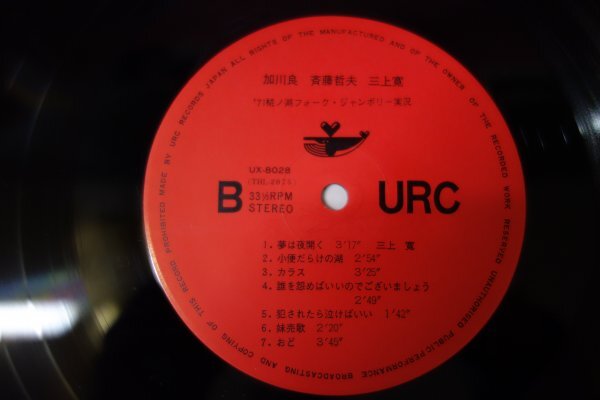 MADE BY URC RECORDS JAPAN ALL RIGHTS OF THE MANUFACTURED AND OF THE OWNER OF THE RECORDED WORK RESERVED UNAUTHORISED PUBLIC PERFORMANCE BROADCASTING AND COPYING OF THIS RECORD PROHIBITED
加川良 斉藤哲夫 三上寛
'71椛ノ湖フォーク・ジャンボリー実況
UX-8028
(THL-2075)
B 33⅓RPM URC
STEREO
1. 夢は夜開く 3′17″ 三上 寛
2. 小便だらけの湖 2′54″
3. カラス 3′25″
4. 誰を怨めばいいのでございましょう
2′49″
5. 犯されたら泣けばいい 1′42″
6. 妹売歌 2′20″
7. おど 3′45″